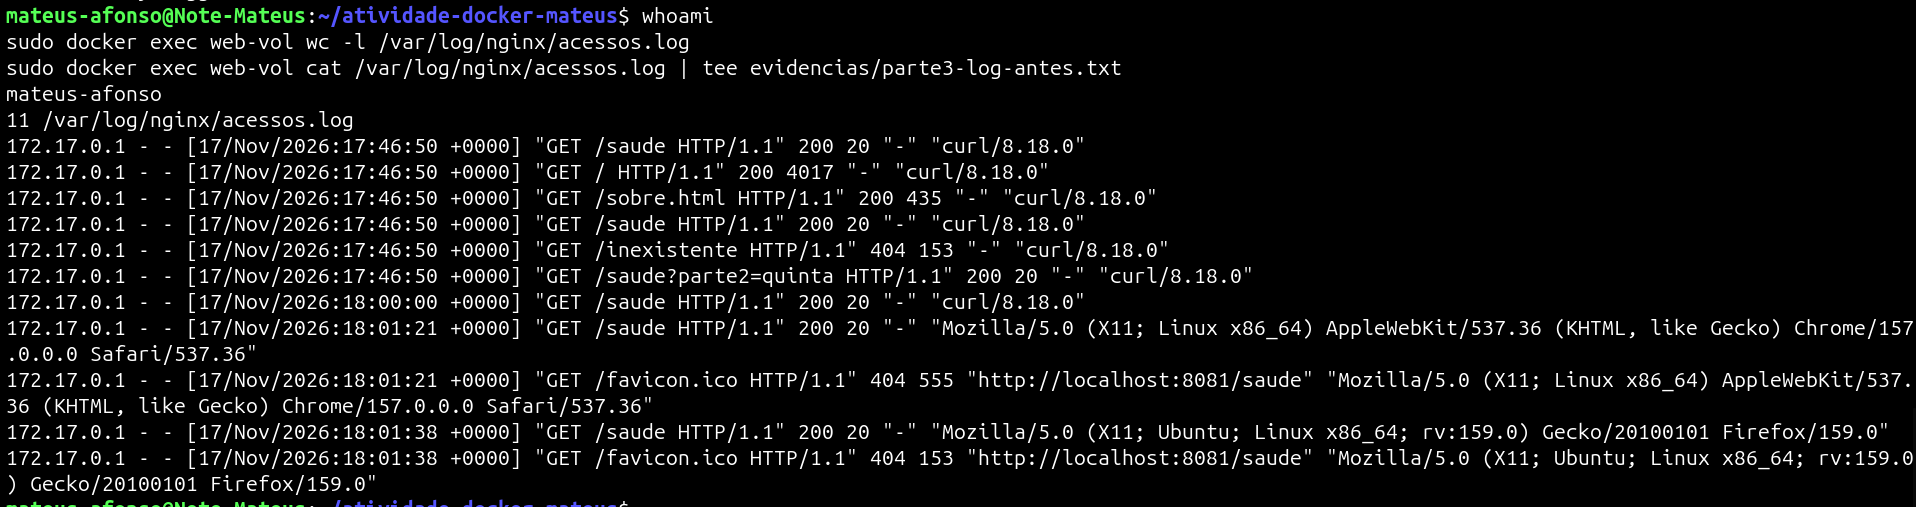 mateus-afonso@Note-Mateus:~/atividade-docker-mateus$ whoami
sudo docker exec web-vol wc -l /var/log/nginx/acessos.log
sudo docker exec web-vol cat /var/log/nginx/acessos.log | tee evidencias/parte3-log-antes.txt
mateus-afonso
11 /var/log/nginx/acessos.log
172.17.0.1 - - [17/Nov/2026:17:46:50 +0000] "GET /saude HTTP/1.1" 200 20 "-" "curl/8.18.0"
172.17.0.1 - - [17/Nov/2026:17:46:50 +0000] "GET / HTTP/1.1" 200 4017 "-" "curl/8.18.0"
172.17.0.1 - - [17/Nov/2026:17:46:50 +0000] "GET /sobre.html HTTP/1.1" 200 435 "-" "curl/8.18.0"
172.17.0.1 - - [17/Nov/2026:17:46:50 +0000] "GET /saude HTTP/1.1" 200 20 "-" "curl/8.18.0"
172.17.0.1 - - [17/Nov/2026:17:46:50 +0000] "GET /inexistente HTTP/1.1" 404 153 "-" "curl/8.18.0"
172.17.0.1 - - [17/Nov/2026:17:46:50 +0000] "GET /saude?parte2=quinta HTTP/1.1" 200 20 "-" "curl/8.18.0"
172.17.0.1 - - [17/Nov/2026:18:00:00 +0000] "GET /saude HTTP/1.1" 200 20 "-" "curl/8.18.0"
172.17.0.1 - - [17/Nov/2026:18:01:21 +0000] "GET /saude HTTP/1.1" 200 20 "-" "Mozilla/5.0 (X11; Linux x86_64) AppleWebKit/537.36 (KHTML, like Gecko) Chrome/157
.0.0.0 Safari/537.36"
172.17.0.1 - - [17/Nov/2026:18:01:21 +0000] "GET /favicon.ico HTTP/1.1" 404 555 "http://localhost:8081/saude" "Mozilla/5.0 (X11; Linux x86_64) AppleWebKit/537.
36 (KHTML, like Gecko) Chrome/157.0.0.0 Safari/537.36"
172.17.0.1 - - [17/Nov/2026:18:01:38 +0000] "GET /saude HTTP/1.1" 200 20 "-" "Mozilla/5.0 (X11; Ubuntu; Linux x86_64; rv:159.0) Gecko/20100101 Firefox/159.0"
172.17.0.1 - - [17/Nov/2026:18:01:38 +0000] "GET /favicon.ico HTTP/1.1" 404 153 "http://localhost:8081/saude" "Mozilla/5.0 (X11; Ubuntu; Linux x86_64; rv:159.0
) Gecko/20100101 Firefox/159.0"
mateus-afonso@Note-Mateus:~/atividade-docker-mateus$